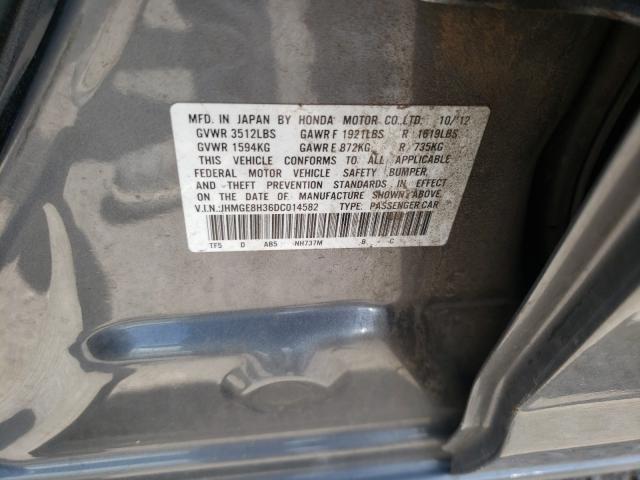 MFD. IN JAPAN BY HONDA MOTOR CO.,LTD. 10/'12
GVWR 3512LBS GAWR F 1921LBS R 1619LBS
GVWR 1594KG GAWR F 872KG R 735KG
THIS VEHICLE CONFORMS TO ALL APPLICABLE
FEDERAL MOTOR VEHICLE SAFETY BUMPER,
AND THEFT PREVENTION STANDARDS IN EFFECT
ON THE DATE OF MANUFACTURE SHOWN ABOVE.
V.I.N.:JHMGE8H36DC014582 TYPE: PASSENGER CAR
TF5 D AB5 NH737M B - C